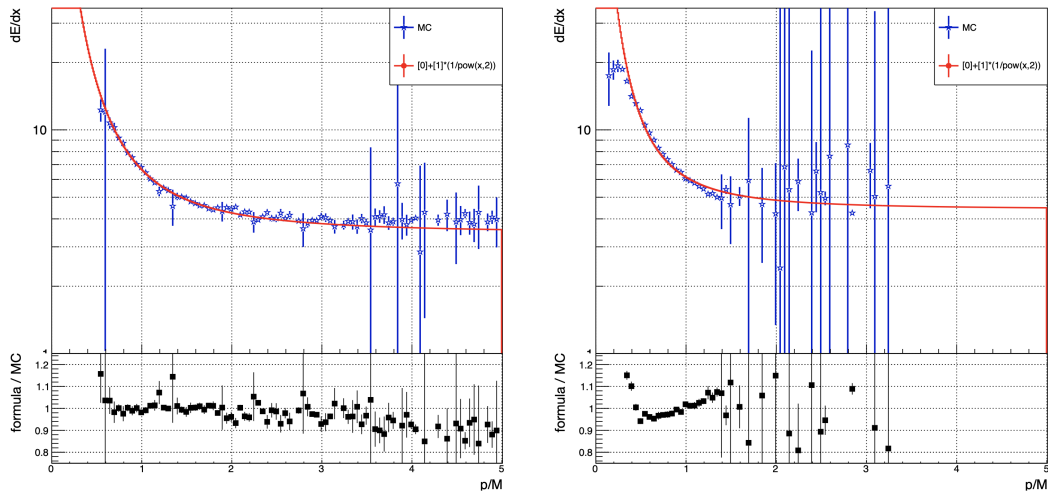 dE/dx
MC
[0]+[1]*(1/pow(x,2))
10
1
formula / MC
1.2
1.1
1
0.9
0.8
0 1 2 3 4 5
p/M
dE/dx
MC
[0]+[1]*(1/pow(x,2))
10
1
formula / MC
1.2
1.1
1
0.9
0.8
0 1 2 3 4 5
p/M